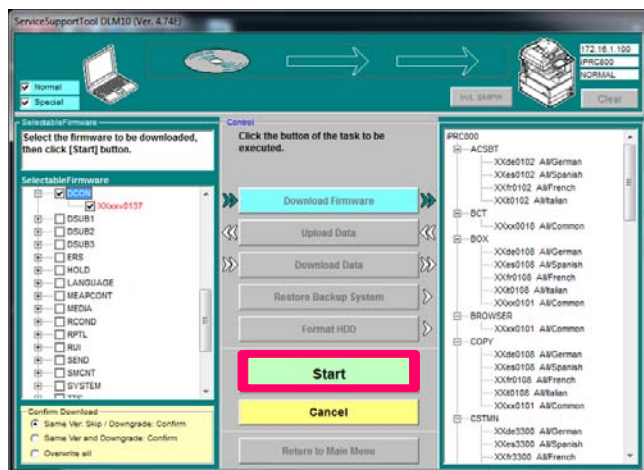 ServiceSupportTool DLM10 (Ver. 4.74E)
172.16.1.100
iPRC800
NORMAL
Normal
Special
Clear
SelectableFirmware
Select the firmware to be downloaded,
then click [Start] button.
SelectableFirmware
DCON
XXxxv0137
DSUB1
DSUB2
DSUB3
ERS
HOLD
LANGUAGE
MEAPCONT
MEDIA
RCOND
RPTL
RUI
SEND
SMCNT
SYSTEM
Confirm Download
Same Ver: Skip / Downgrade: Confirm
Same Ver and Downgrade: Confirm
Overwrite all
Control
Click the button of the task to be
executed.
Download Firmware
Upload Data
Download Data
Restore Backup System
Format HDD
Start
Cancel
Return to Main Menu
iPRC800
ACSBT
XXde0102 All/German
XXes0102 All/Spanish
XXfr0102 All/French
XXit0102 All/Italian
BCT
XXxx0018 All/Common
BOX
XXde0108 All/German
XXes0108 All/Spanish
XXfr0108 All/French
XXit0108 All/Italian
XXxx0101 All/Common
BROWSER
XXxx0101 All/Common
COPY
XXde0108 All/German
XXes0108 All/Spanish
XXfr0108 All/French
XXit0108 All/Italian
XXxx0101 All/Common
CSTMN
XXde3300 All/German
XXes3300 All/Spanish
XXfr3300 All/French